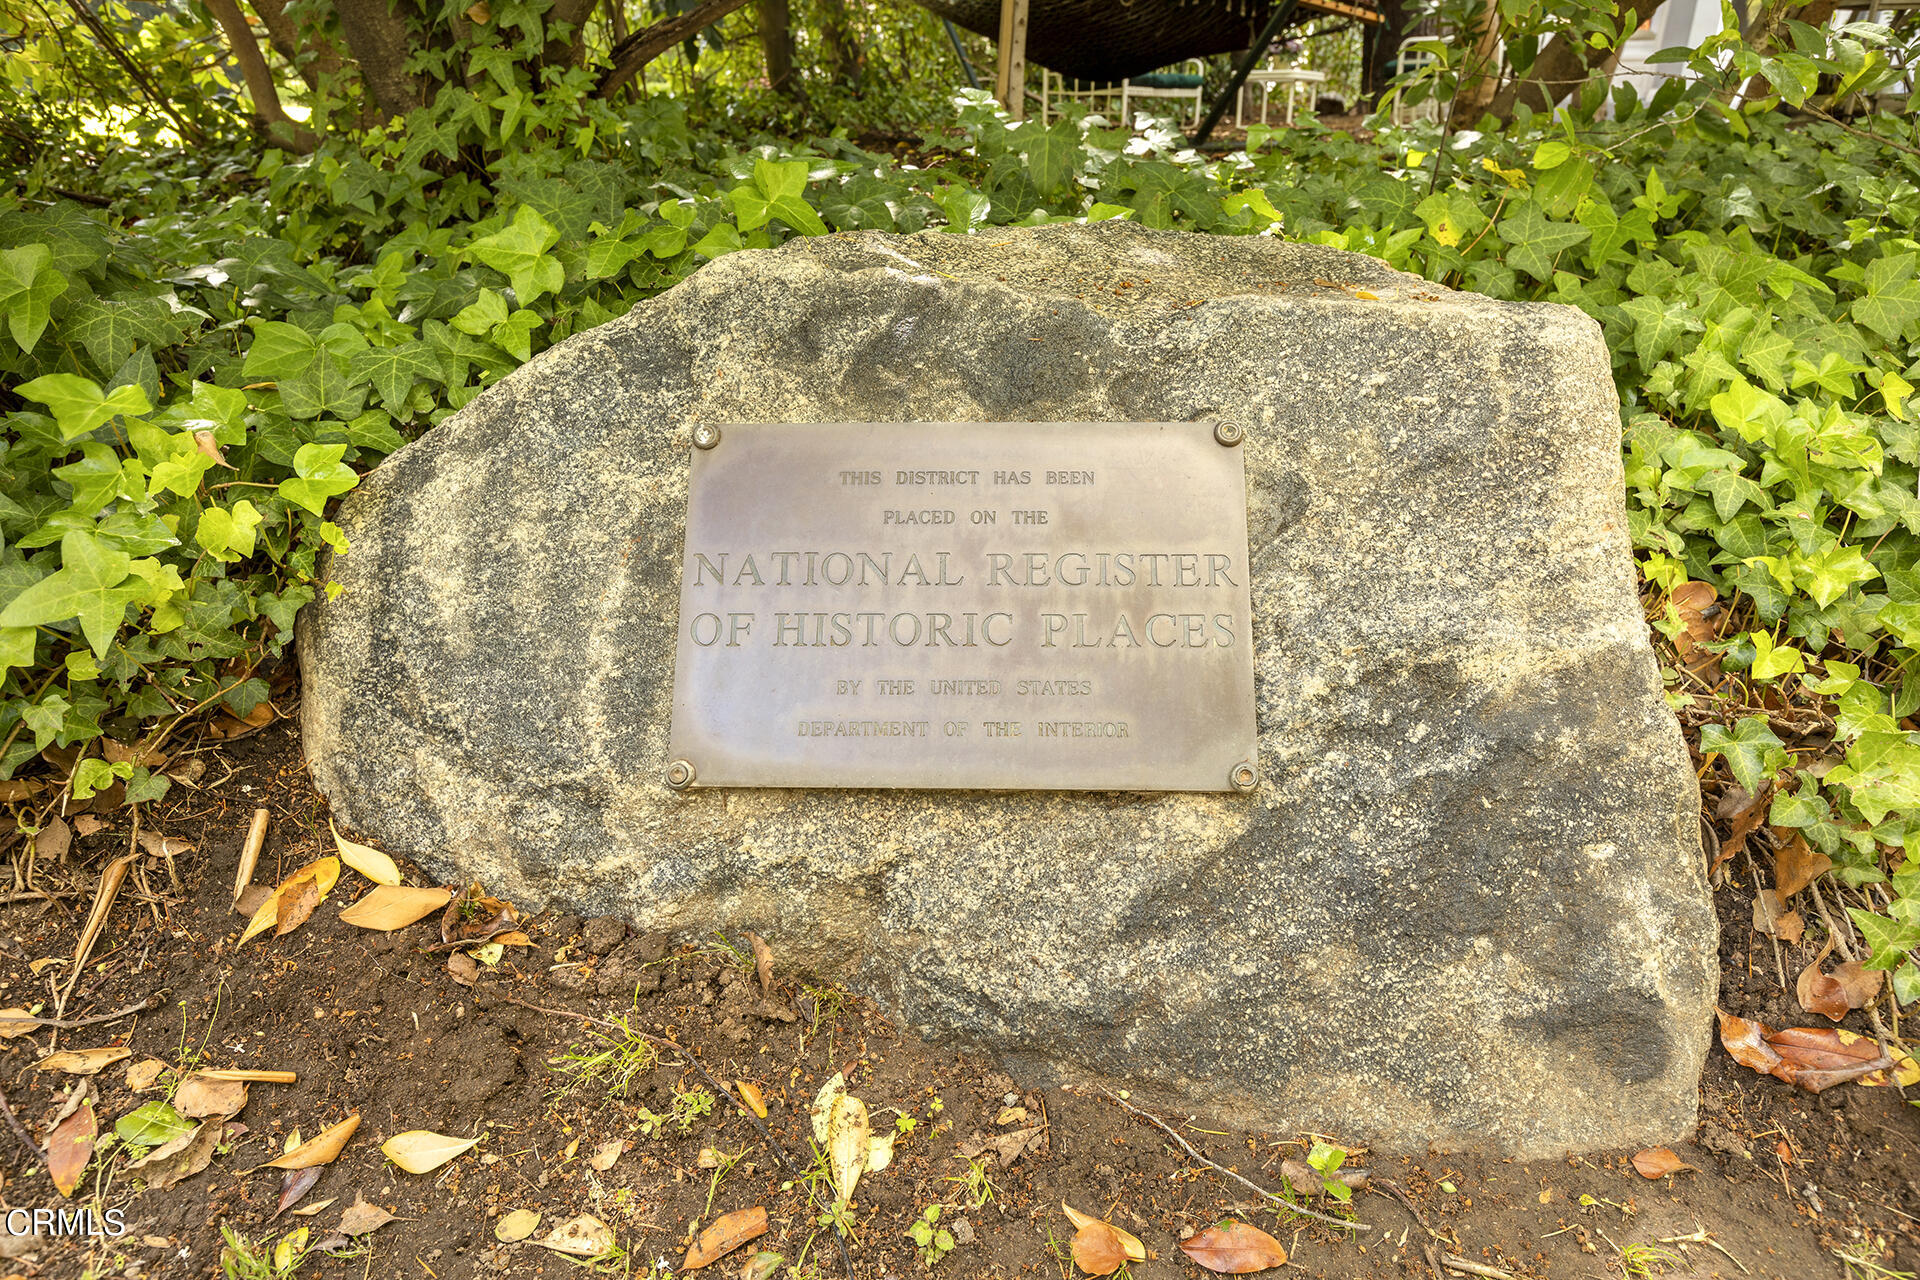 THIS DISTRICT HAS BEEN
PLACED ON THE
NATIONAL REGISTER
OF HISTORIC PLACES
BY THE UNITED STATES
DEPARTMENT OF THE INTERIOR
CRMLS